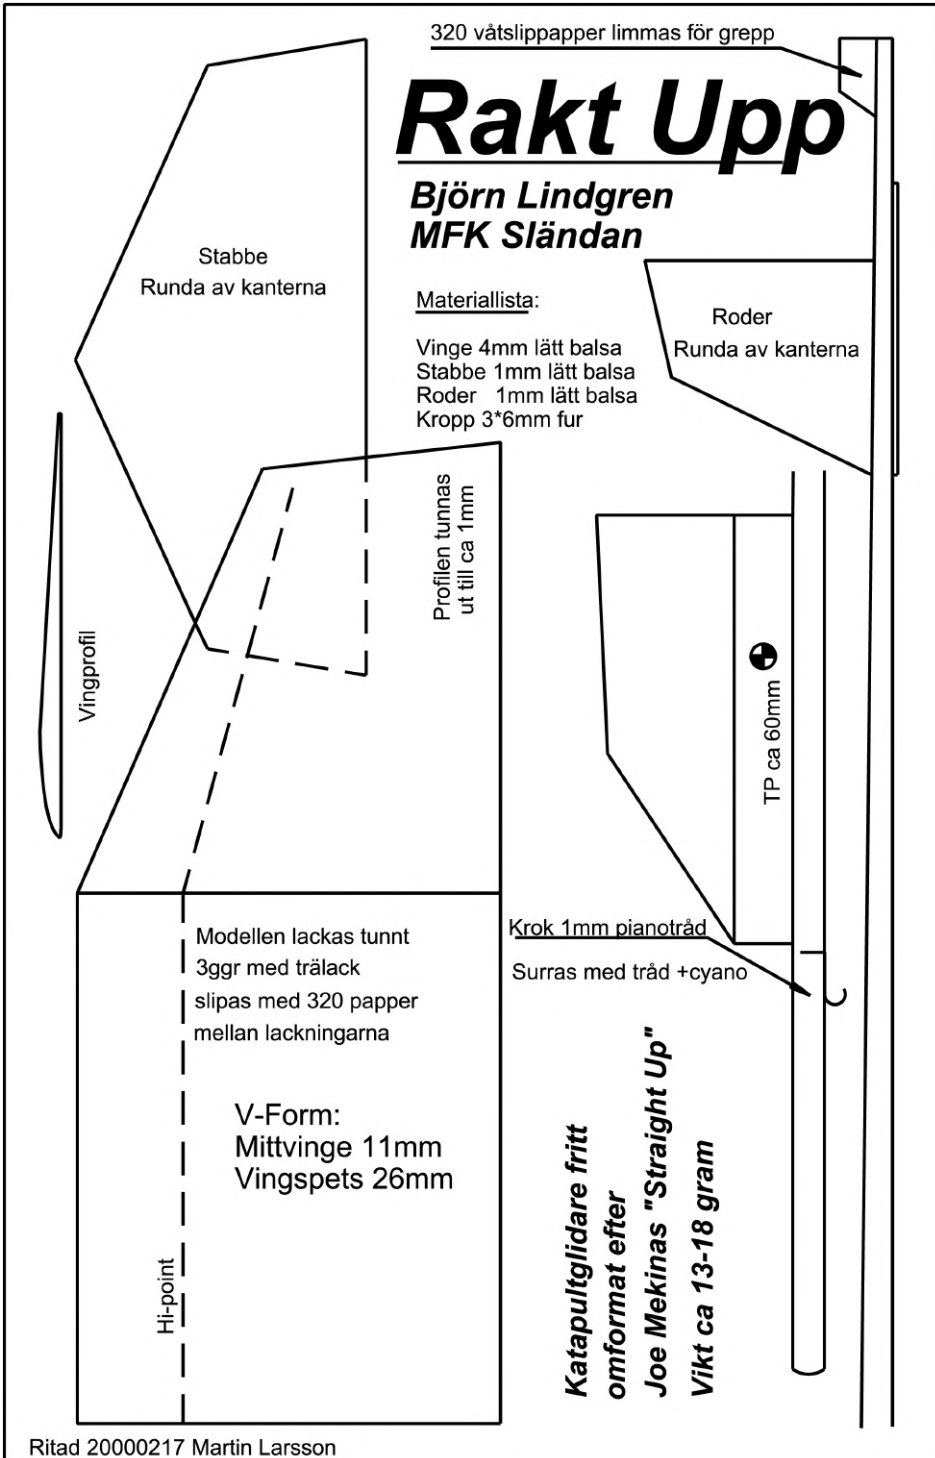 320 våtslippapper limmas för grepp
Rakt Upp
Björn Lindgren
MFK Sländan
Stabbe
Runda av kanterna
Materiallista:
Vinge 4mm lätt balsa
Stabbe 1mm lätt balsa
Roder 1mm lätt balsa
Kropp 3*6mm fur
Roder
Runda av kanterna
Profilen tunnas
ut till ca 1mm
Vingprofil
TP ca 60mm
Krok 1mm pianotråd
Surras med tråd +cyano
Modellen lackas tunnt
3ggr med trälack
slipas med 320 papper
mellan lackningarna
V-Form:
Mittvinge 11mm
Vingspets 26mm
Hi-point
Katapultglidare fritt
omformat efter
Joe Mekinas "Straight Up"
Vikt ca 13-18 gram
Ritad 20000217 Martin Larsson